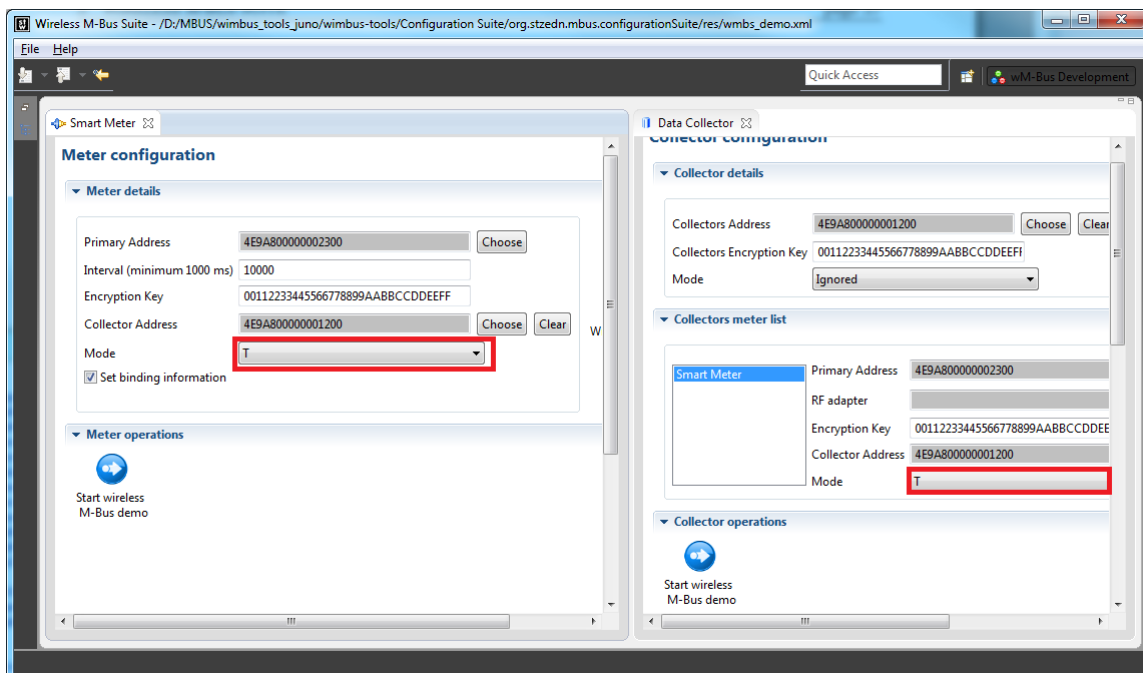 Wireless M-Bus Suite - /D:/MBUS/wimbus_tools_juno/wimbus-tools/Configuration Suite/org.stzedn.mbus.configurationSuite/res/wmbs_demo.xml
File Help
Quick Access
wM-Bus Development
Smart Meter
Meter configuration
Meter details
Primary Address 4E9A800000002300 Choose
Interval (minimum 1000 ms) 10000
Encryption Key 00112233445566778899AABBCCDDEEFF
Collector Address 4E9A800000001200 Choose Clear
W
Mode T
Set binding information
Meter operations
Start wireless
M-Bus demo
Data Collector
Collector configuration
Collector details
Collectors Address 4E9A800000001200 Choose Clear
Collectors Encryption Key 00112233445566778899AABBCCDDEEFF
Mode Ignored
Collectors meter list
Smart Meter
Primary Address 4E9A800000002300
RF adapter
Encryption Key 00112233445566778899AABBCCDDEE
Collector Address 4E9A800000001200
Mode T
Collector operations
Start wireless
M-Bus demo